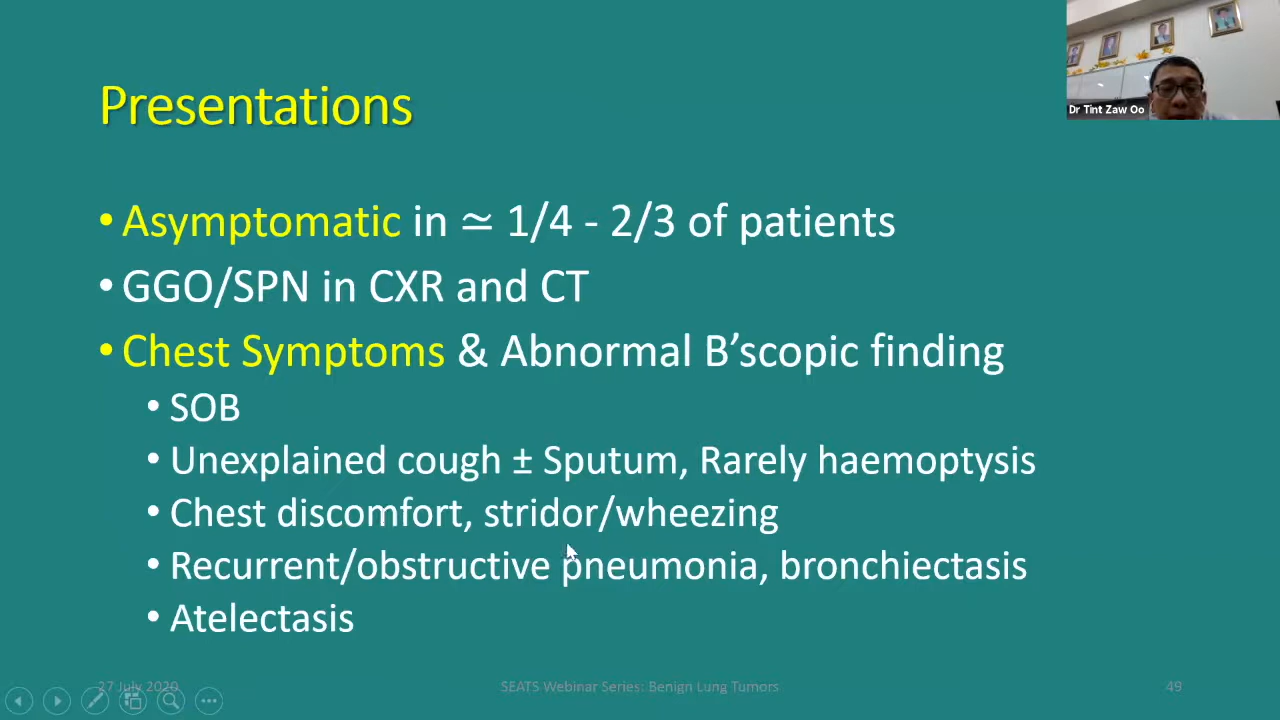 Presentations
Dr Tint Zaw Oo
• Asymptomatic in ≃ 1/4 - 2/3 of patients
• GGO/SPN in CXR and CT
• Chest Symptoms & Abnormal B’scopic finding
• SOB
• Unexplained cough ± Sputum, Rarely haemoptysis
• Chest discomfort, stridor/wheezing
• Recurrent/obstructive pneumonia, bronchiectasis
• Atelectasis
27 July 2020
SEATS Webinar Series: Benign Lung Tumors
49